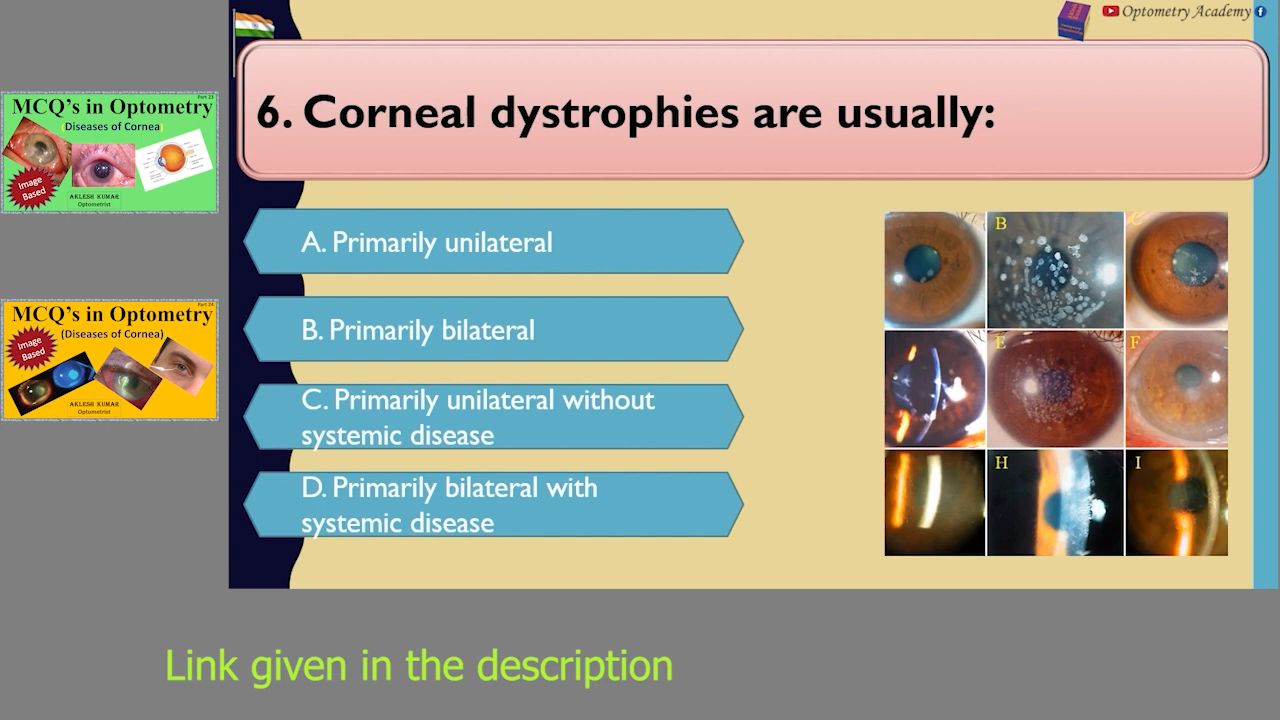 Optometry Academy
6. Corneal dystrophies are usually:
A. Primarily unilateral
B. Primarily bilateral
C. Primarily unilateral without
systemic disease
D. Primarily bilateral with
systemic disease
B
E
F
H
I
Part 23
MCQ's in Optometry
(Diseases of Cornea)
Image
Based
AKLESH KUMAR
Optometrist
Part 24
MCQ's in Optometry
(Diseases of Cornea)
Image
Based
AKLESH KUMAR
Optometrist
Link given in the description